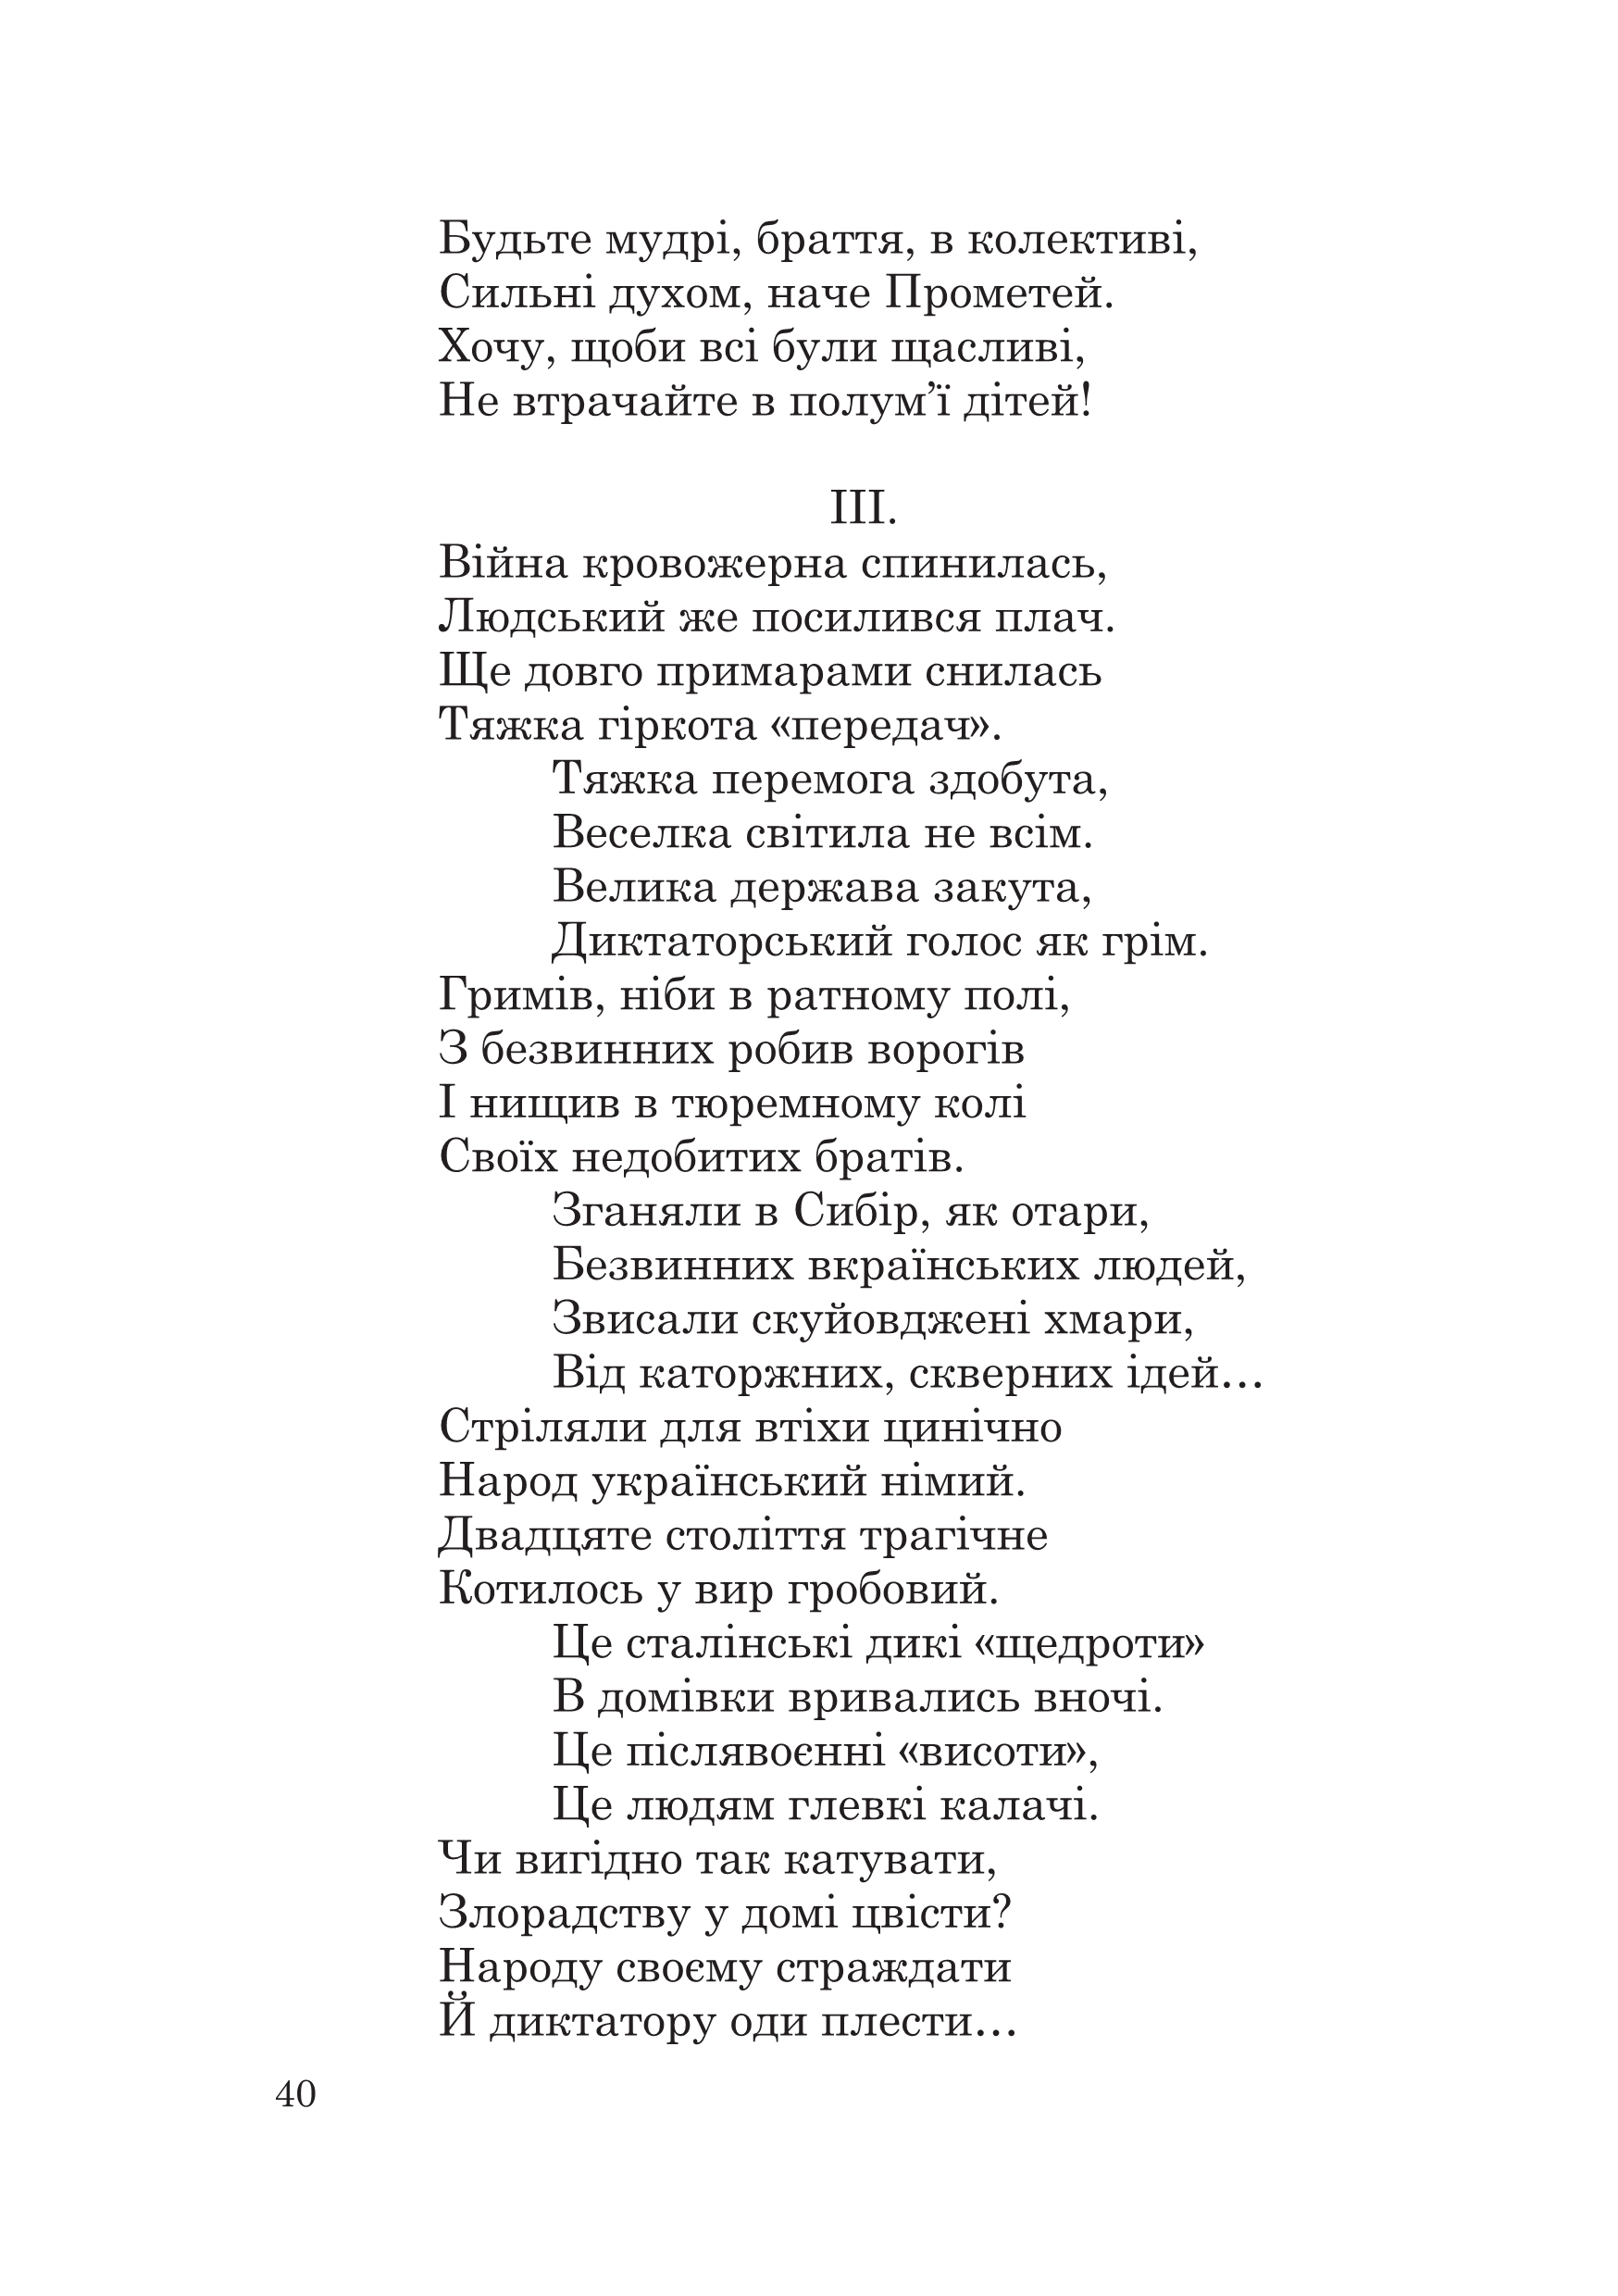 Будьте мудрі, браття, в колективі,
Сильні духом, наче Прометей.
Хочу, щоби всі були щасливі,
Не втрачайте в полум’ї дітей!
III.
Війна кровожерна спинилась,
Людський же посилився плач.
Ще довго примарами снилась
Тяжка гіркота «передач».
Тяжка перемога здобута,
Веселка світила не всім.
Велика держава закута,
Диктаторський голос як грім.
Гримів, ніби в ратному полі,
З безвинних робив ворогів
І нищив в тюремному колі
Своїх недобитих братів.
Зганяли в Сибір, як отари,
Безвинних вкраїнських людей,
Звисали скуйовджені хмари,
Від каторжних, скверних ідей...
Стріляли для втіхи цинічно
Народ український німий.
Двадцяте століття трагічне
Котилось у вир гробовий.
Це сталінські дикі «щедроти»
В домівки вривались вночі.
Це післявоєнні «висоти»,
Це людям глевкі калачі.
Чи вигідно так катувати,
Злорадству у домі цвісти?
Народу своєму страждати
Й диктатору оди плести...
40